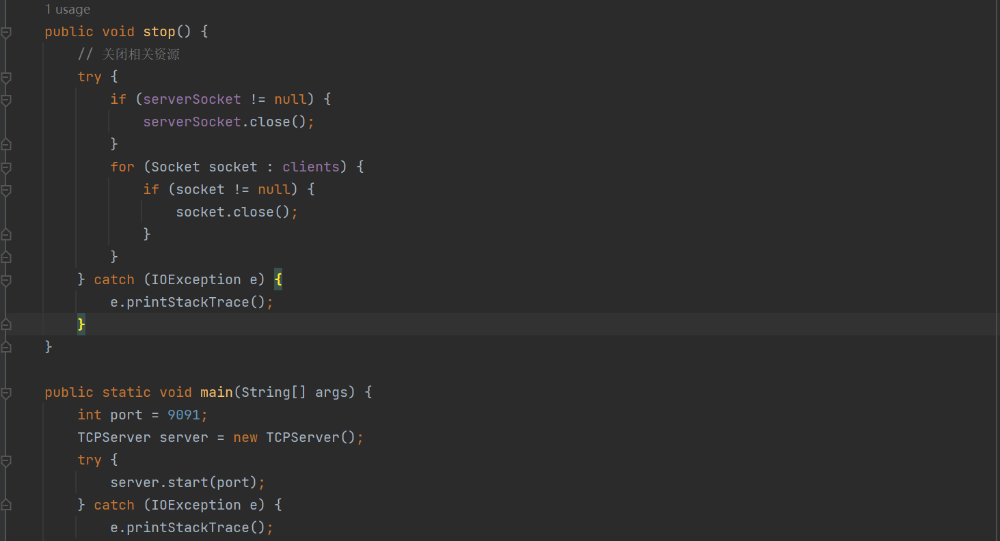 1 usage
public void stop() {
// 关闭相关资源
try {
if (serverSocket != null) {
serverSocket.close();
}
for (Socket socket : clients) {
if (socket != null) {
socket.close();
}
}
} catch (IOException e) {
e.printStackTrace();
}
}
public static void main(String[] args) {
int port = 9091;
TCPServer server = new TCPServer();
try {
server.start(port);
} catch (IOException e) {
e.printStackTrace();